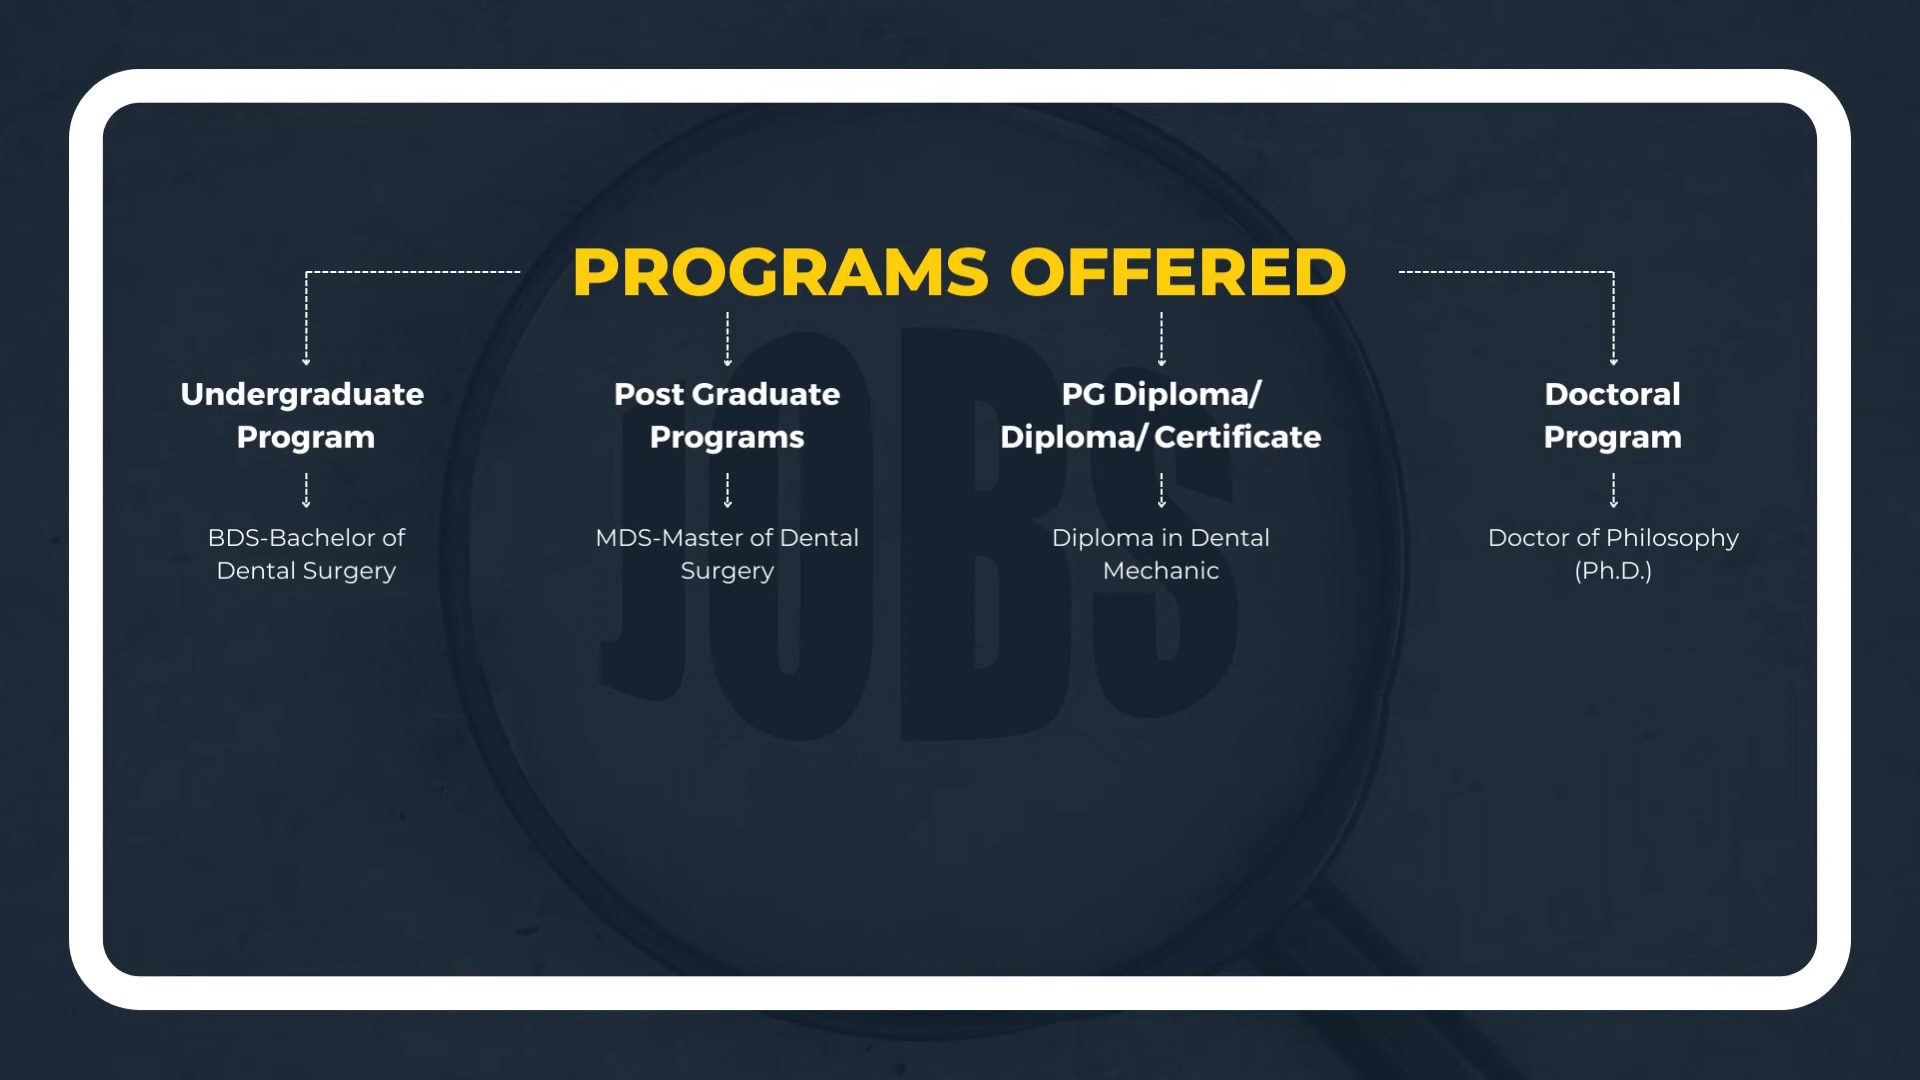 PROGRAMS OFFERED
Undergraduate
Program
BDS-Bachelor of
Dental Surgery
Post Graduate
Programs
MDS-Master of Dental
Surgery
PG Diploma/
Diploma/ Certificate
Diploma in Dental
Mechanic
Doctoral
Program
Doctor of Philosophy
(Ph.D.)
JOBS